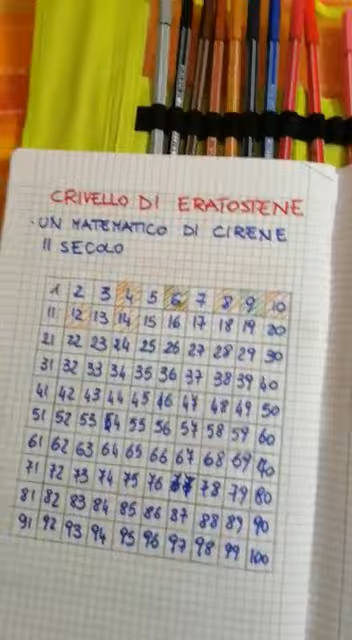 CRIVELLO DI ERATOSTENE
·UN MATEMATICO DI CIRENE
II SECOLO
1 2 3 4 5 6 7 8 9 10
11 12 13 14 15 16 17 18 19 20
21 22 23 24 25 26 27 28 29 30
31 32 33 34 35 36 37 38 39 40
41 42 43 44 45 46 47 48 49 50
51 52 53 54 55 56 57 58 59 60
61 62 63 64 65 66 67 68 69 70
71 72 73 74 75 76 77 78 79 80
81 82 83 84 85 86 87 88 89 90
91 92 93 94 95 96 97 98 99 100